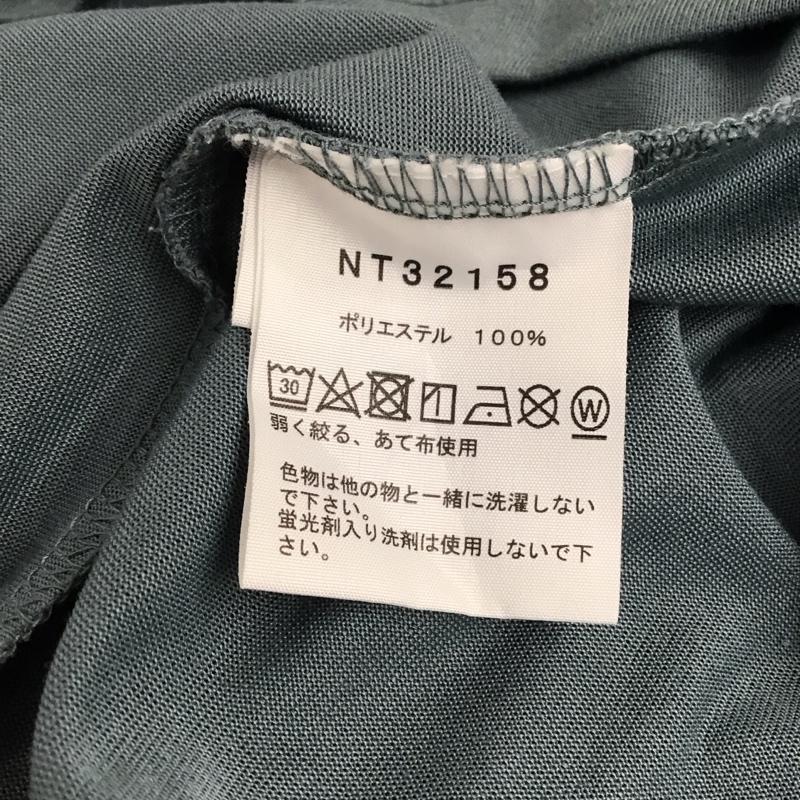 NT32158
ポリエステル 100%
30 W
弱く絞る、あて布使用
色物は他の物と一緒に洗濯しない
で下さい。
蛍光剤入り洗剤は使用しないで下
さい。